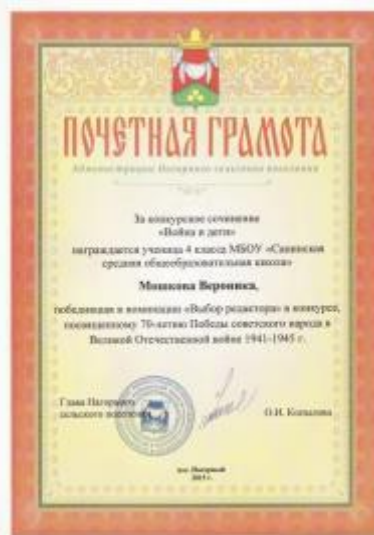 ПОЧЕТНАЯ ГРАМОТА
Администрация Нагорного сельского поселения
За конкурсное сочинение
«Война и дети»
награждается ученица 4 класса МБОУ «Санинская
средняя общеобразовательная школа»
Мошкова Вероника,
победившая в номинации «Выбор редактора» в конкурсе,
посвященному 70-летию Победы советского народа в
Великой Отечественной войне 1941-1945 г.
Глава Нагорного
сельского поселения
О.И. Копылова
пос. Нагорный
2015 г.